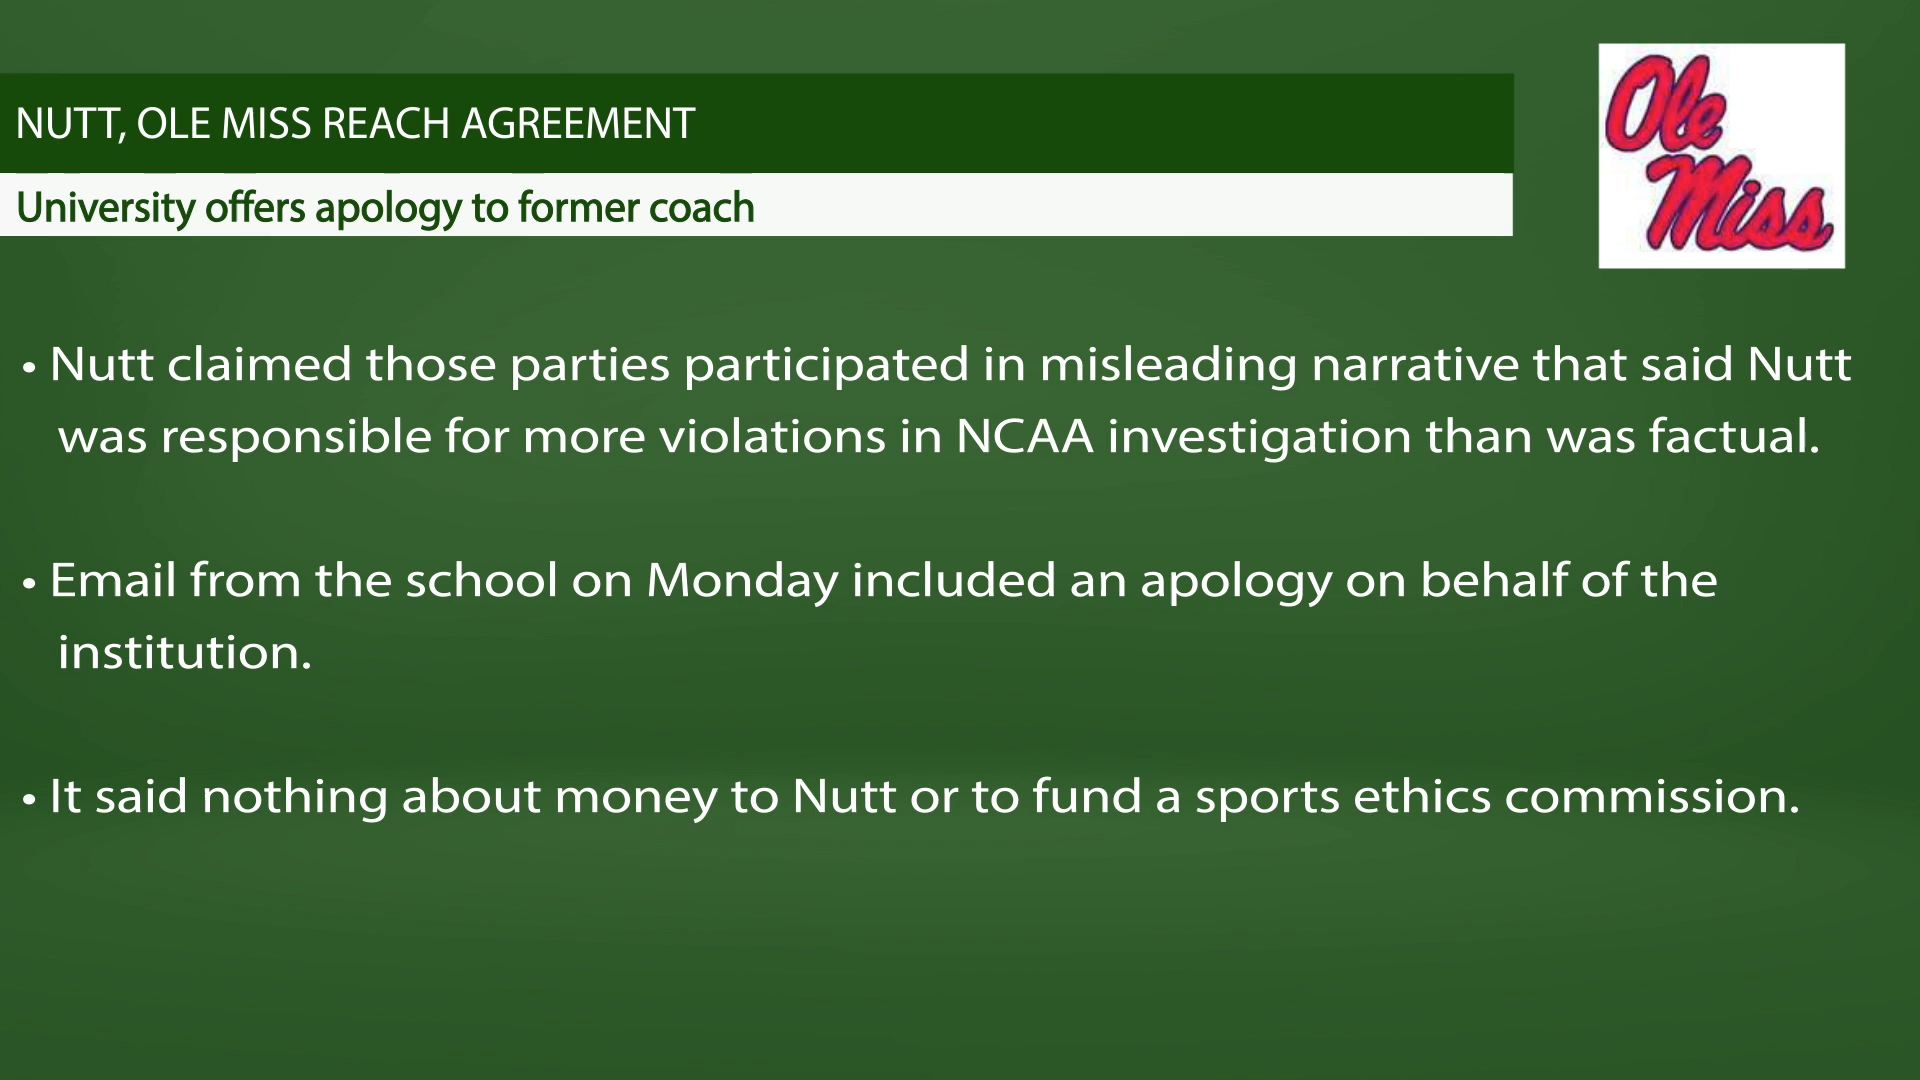 NUTT, OLE MISS REACH AGREEMENT
University offers apology to former coach
Ole
Miss
• Nutt claimed those parties participated in misleading narrative that said Nutt
was responsible for more violations in NCAA investigation than was factual.
• Email from the school on Monday included an apology on behalf of the
institution.
• It said nothing about money to Nutt or to fund a sports ethics commission.